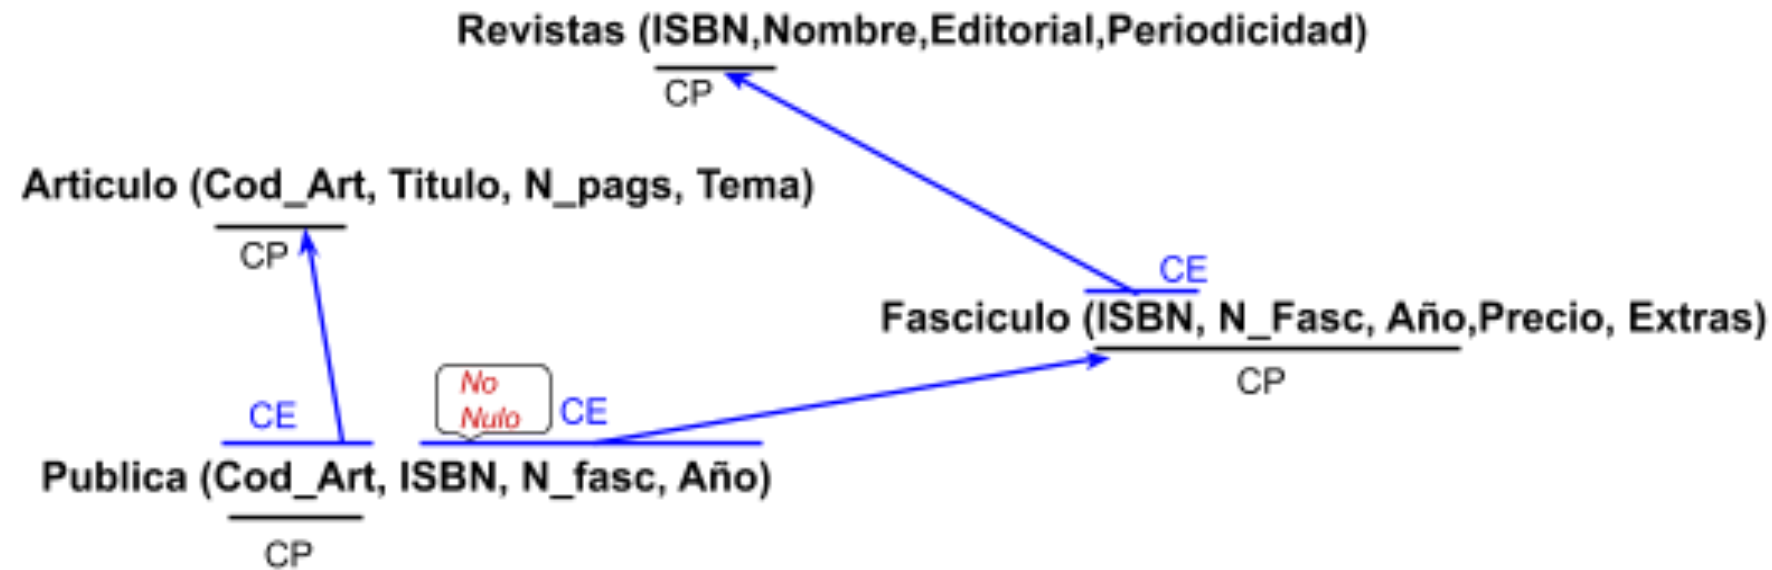 Revistas (ISBN,Nombre,Editorial,Periodicidad)
CP
Articulo (Cod_Art, Titulo, N_pags, Tema)
CP
CE
Fasciculo (ISBN, N_Fasc, Año,Precio, Extras)
CP
No
Nulo
CE
CE
Publica (Cod_Art, ISBN, N_fasc, Año)
CP